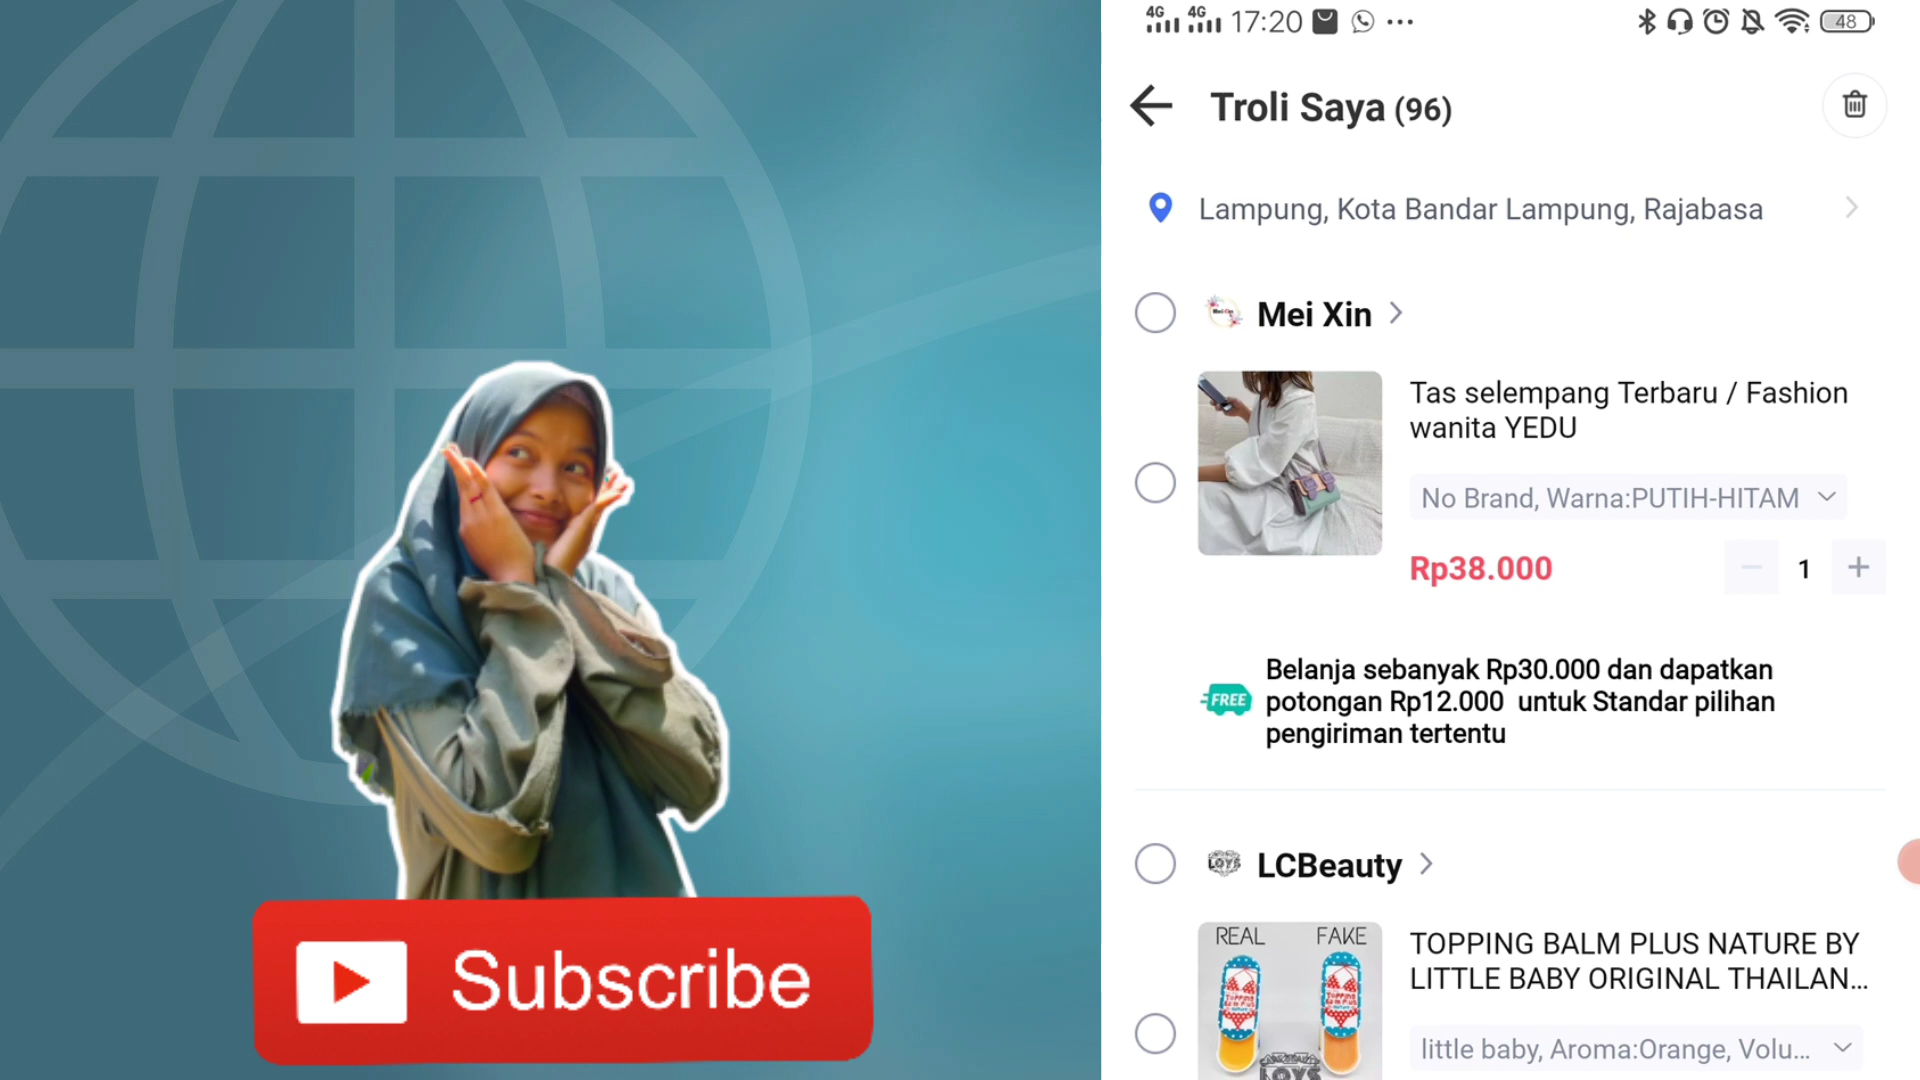 Subscribe
4G 4G 17:20
48
Troli Saya (96)
Lampung, Kota Bandar Lampung, Rajabasa
Mei Xin
Tas selempang Terbaru / Fashion
wanita YEDU
No Brand, Warna:PUTIH-HITAM
Rp38.000
1
FREE
Belanja sebanyak Rp30.000 dan dapatkan
potongan Rp12.000 untuk Standar pilihan
pengiriman tertentu
LOYS
LCBeauty
REAL FAKE
TOPPING BALM PLUS NATURE BY
LITTLE BABY ORIGINAL THAILAN...
little baby, Aroma:Orange, Volu...
LOYS